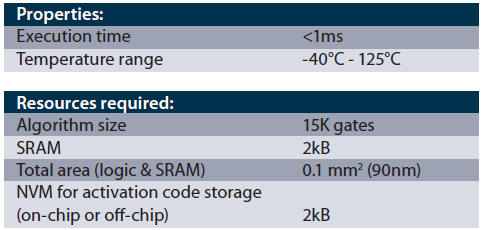 Properties:
Execution time <1ms
Temperature range -40°C - 125°C
Resources required:
Algorithm size 15K gates
SRAM 2kB
Total area (logic & SRAM) 0.1 mm² (90nm)
NVM for activation code storage
(on-chip or off-chip) 2kB